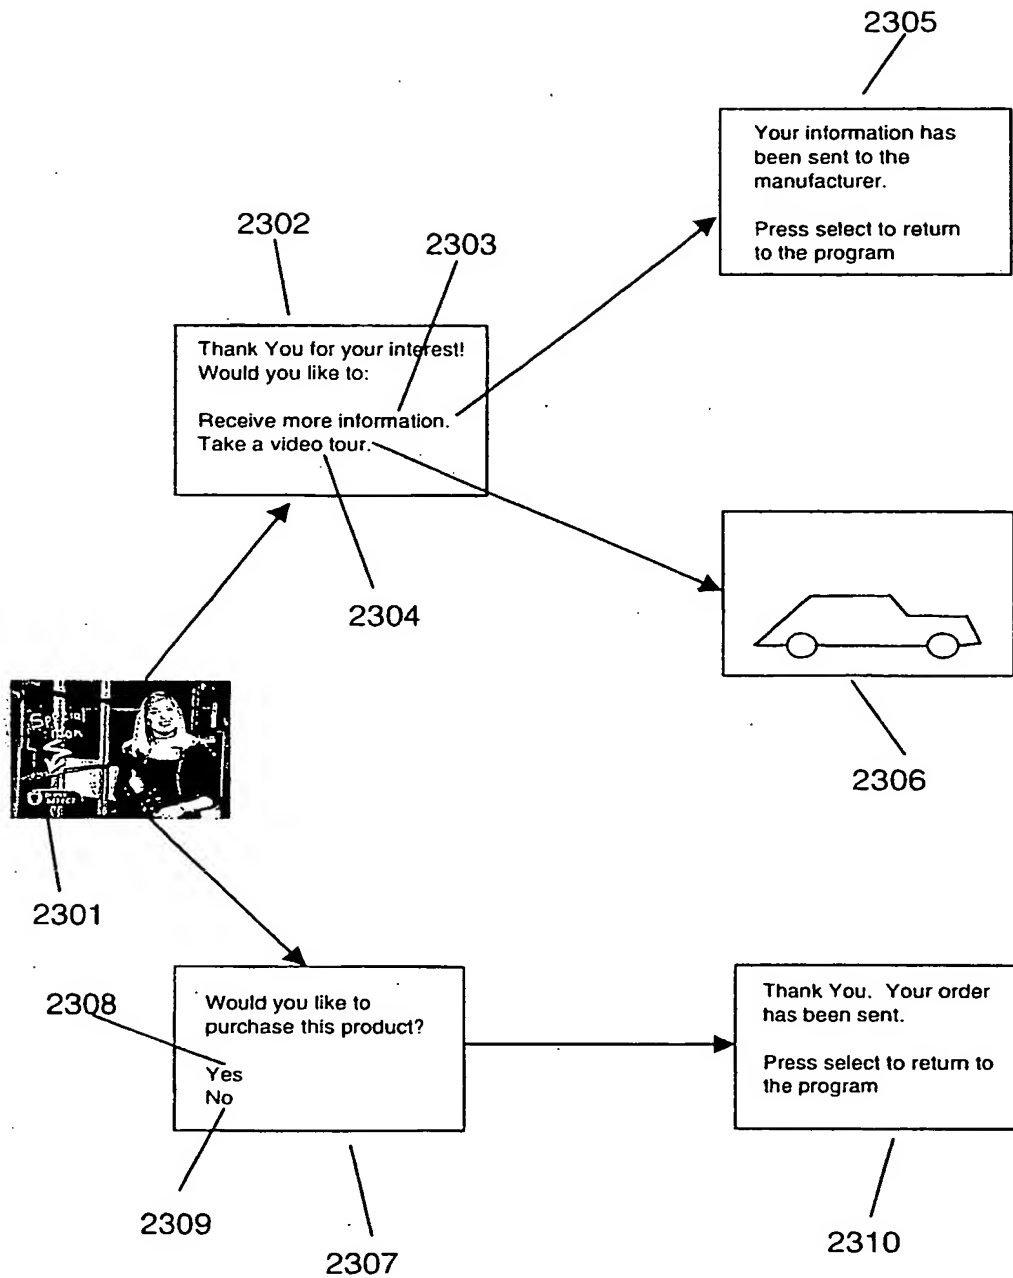 2305
Your information has
been sent to the
manufacturer.
Press select to return
to the program
2302
2303
Thank You for your interest!
Would you like to:
Receive more information.
Take a video tour.
2304
2306
Special
2301
2308
Would you like to
purchase this product?
Yes
No
2309
2307
Thank You. Your order
has been sent.
Press select to return to
the program
2310